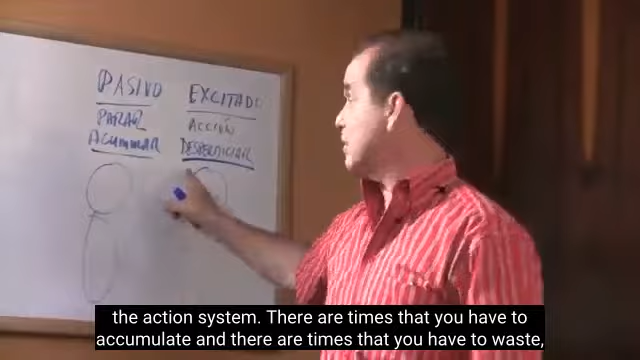 PASIVO
PARAR
ACUMULAR
EXCITADO
ACCIÓN
DESPERDICIAR
the action system. There are times that you have to
accumulate and there are times that you have to waste,